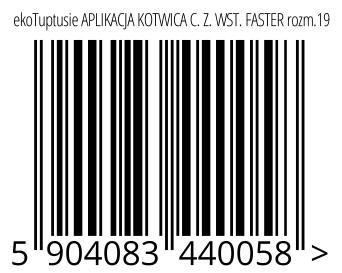 ekoTuptusie APLIKACJA KOTWICA C. Z. WST. FASTER rozm.19
5 904083 440058 >